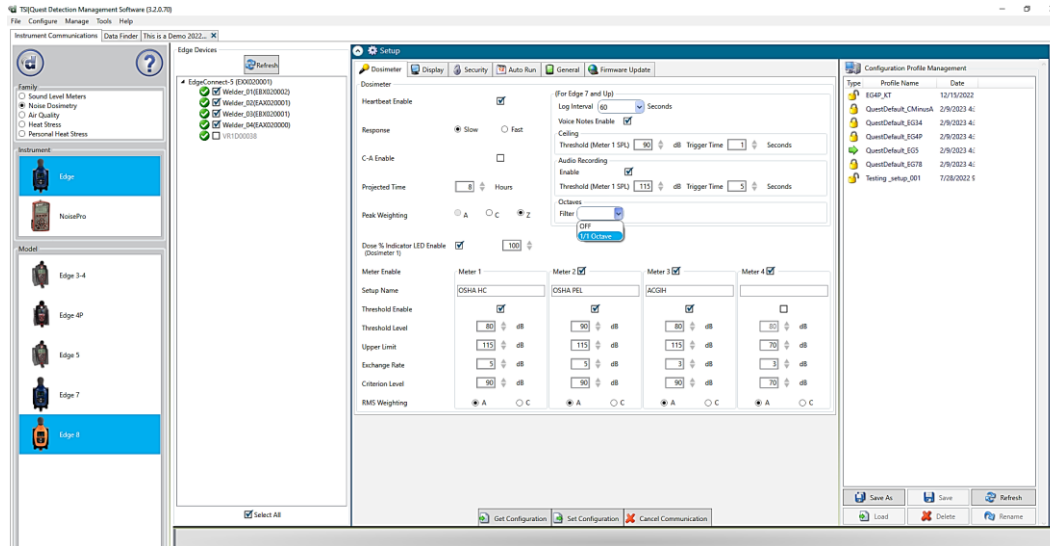 TSI|Quest Detection Management Software (3.2.0.70)
File Configure Manage Tools Help
Instrument Communications Data Finder This is a Demo 2022...
Family
Sound Level Meters
Noise Dosimetry
Air Quality
Heat Stress
Personal Heat Stress
Instrument
Edge
NoisePro
Model
Edge 3-4
Edge 4P
Edge 5
Edge 7
Edge 8
Edge Devices
Refresh
EdgeConnect-5 (EXX020001)
Welder_01(EBX020002)
Welder_02(EAX020001)
Welder_03(EBX020001)
Welder_04(EAX020000)
VR1D00038
Select All
Setup
Dosimeter Display Security Auto Run General Firmware Update
Dosimeter
Heartbeat Enable
Response Slow Fast
C-A Enable
Projected Time 8 Hours
Peak Weighting A C Z
Dose % Indicator LED Enable 100
(Dosimeter 1)
(For Edge 7 and Up)
Log Interval 60 Seconds
Voice Notes Enable
Ceiling
Threshold (Meter 1 SPL) 90 dB Trigger Time 1 Seconds
Audio Recording
Enable
Threshold (Meter 1 SPL) 115 dB Trigger Time 5 Seconds
Octaves
Filter
OFF
1/1 Octave
Meter Enable Meter 1 Meter 2 Meter 3 Meter 4
Setup Name OSHA HC OSHA PEL ACGIH
Threshold Enable
Threshold Level 80 dB 90 dB 80 dB 80 dB
Upper Limit 115 dB 115 dB 115 dB 70 dB
Exchange Rate 5 dB 5 dB 3 dB 3 dB
Criterion Level 90 dB 90 dB 90 dB 70 dB
RMS Weighting A C A C A C A C
Get Configuration Set Configuration Cancel Communication
Configuration Profile Management
Type Profile Name Date
EG4P_KT 12/15/2022
QuestDefault_CMinusA 2/9/2023 4:
QuestDefault_EG34 2/9/2023 4:
QuestDefault_EG4P 2/9/2023 4:
QuestDefault_EG5 2/9/2023 4:
QuestDefault_EG78 2/9/2023 4:
Testing _setup_001 7/28/2022
Save As Save Refresh
Load Delete Rename